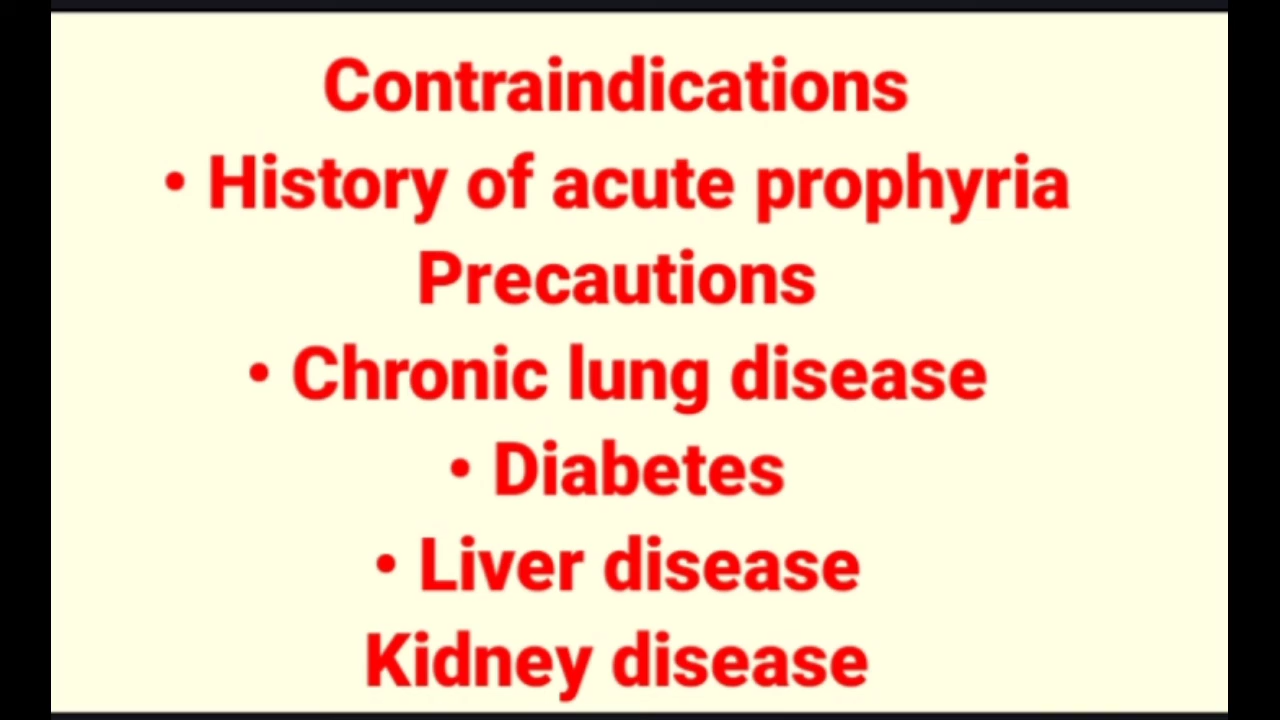 Contraindications
• History of acute prophyria
Precautions
• Chronic lung disease
• Diabetes
• Liver disease
Kidney disease